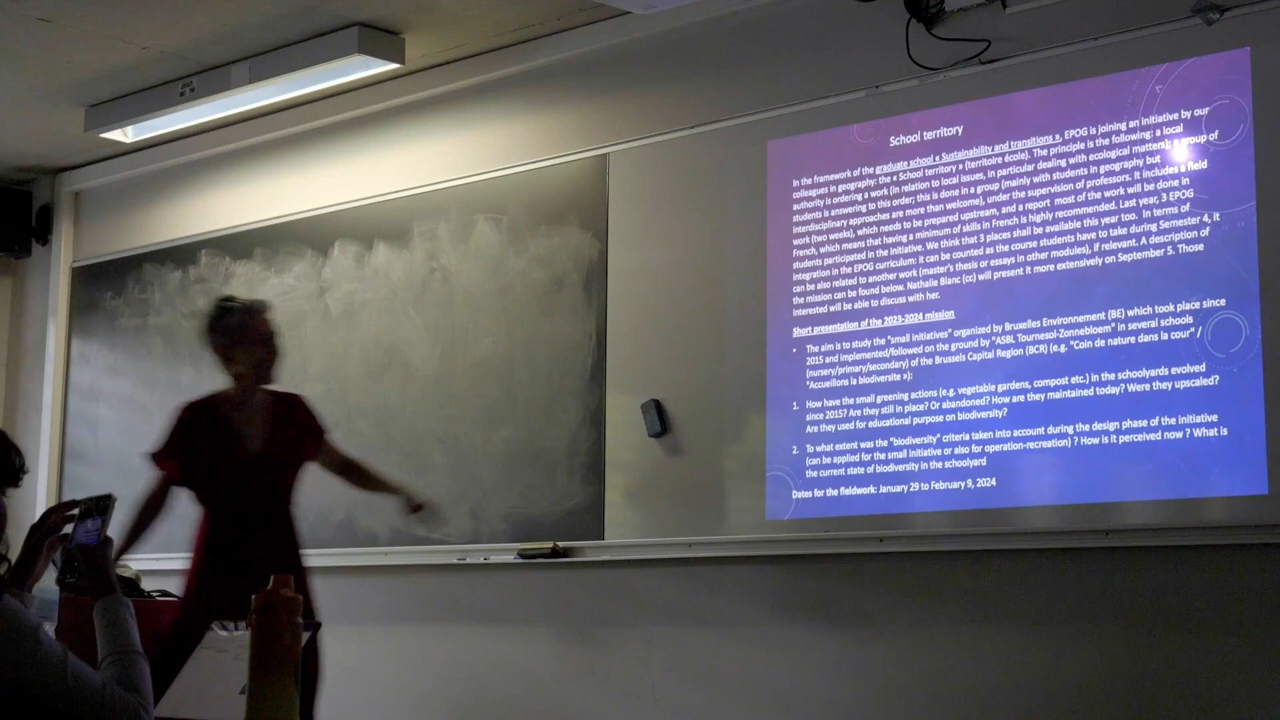 School territory
In the framework of the graduate school « Sustainability and transitions », EPOG is joining an initiative by our
colleagues in geography: the « School territory » (territoire école). The principle is the following: a local
authority is ordering a work (in relation to local issues, in particular dealing with ecological matters); a group of
students is answering to this order; this is done in a group (mainly with students in geography but
interdisciplinary approaches are more than welcome), under the supervision of professors. It includes a field
work (two weeks), which needs to be prepared upstream, and a report most of the work will be done in
French, which means that having a minimum of skills in French is highly recommended. Last year, 3 EPOG
students participated in the initiative. We think that 3 places shall be available this year too. In terms of
integration in the EPOG curriculum: it can be counted as the course students have to take during Semester 4, it
can be also related to another work (master's thesis or essays in other modules), if relevant. A description of
the mission can be found below. Nathalie Blanc (cc) will present it more extensively on September 5. Those
interested will be able to discuss with her.
Short presentation of the 2023-2024 mission
• The aim is to study the "small initiatives" organized by Bruxelles Environnement (BE) which took place since
2015 and implemented/followed on the ground by "ASBL Tournesol-Zonnebloem" in several schools
(nursery/primary/secondary) of the Brussels Capital Region (BCR) (e.g. "Coin de nature dans la cour" /
"Accueillons la biodiversite »):
1. How have the small greening actions (e.g. vegetable gardens, compost etc.) in the schoolyards evolved
since 2015? Are they still in place? Or abandoned? How are they maintained today? Were they upscaled?
Are they used for educational purpose on biodiversity?
2. To what extent was the "biodiversity" criteria taken into account during the design phase of the initiative
(can be applied for the small initiative or also for operation-recreation) ? How is it perceived now ? What is
the current state of biodiversity in the schoolyard
Dates for the fieldwork: January 29 to February 9, 2024